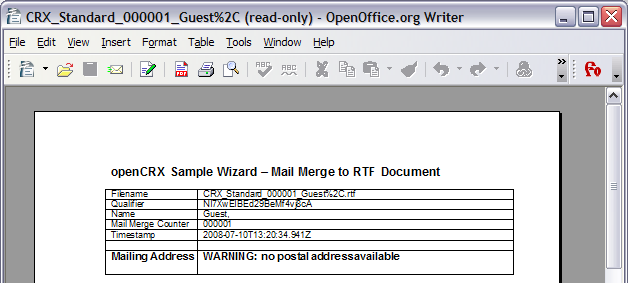 CRX_Standard_000001_Guest%2C (read-only) - OpenOffice.org Writer
File Edit View Insert Format Table Tools Window Help
openCRX Sample Wizard – Mail Merge to RTF Document
Filename CRX_Standard_000001_Guest%2C.rtf
Qualifier
Name Guest,
Mail Merge Counter 000001
Timestamp 2008-07-10T13:20:34.941Z
Mailing Address WARNING: no postal addressavailable